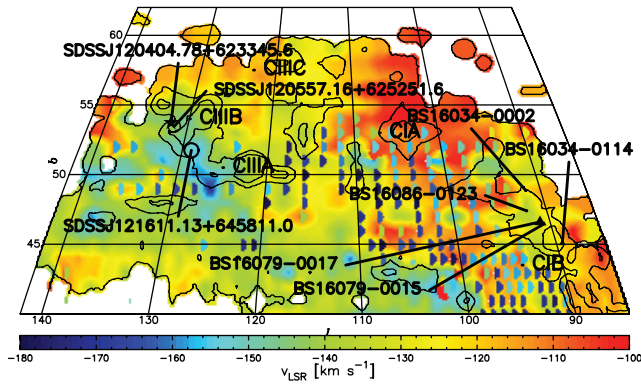 60
SDSSJ120404.78+623345.6
CIIIC
SDSSJ120557.16+625251.6
55
CIIIB
BS16034-0002
CIA
BS16034-0114
CIIIA
b
50
BS16086-0123
SDSSJ121611.13+645811.0
45
BS16079-0017
CIB
BS16079-0015
140
130
120
110
100
90
l
-180
-170
-160
-150
-140
-130
-120
-110
-100
vLSR [km s⁻¹]